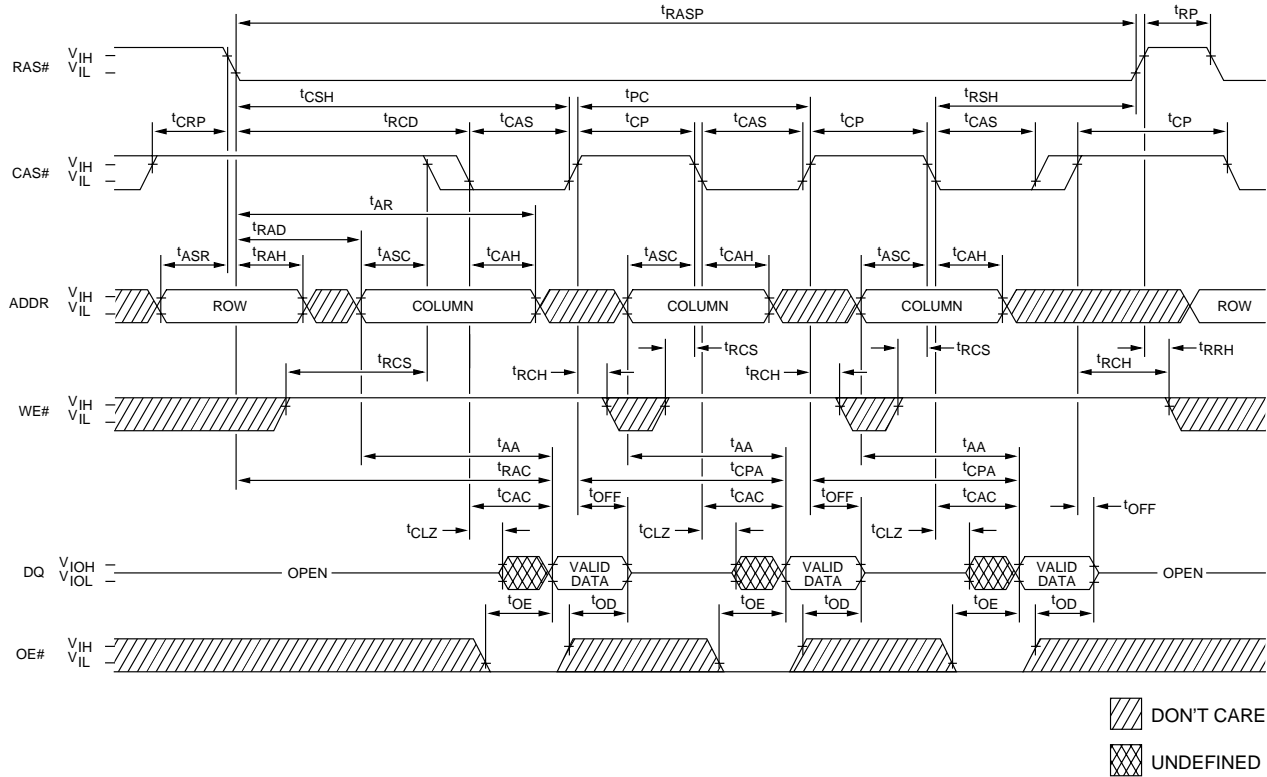 tRASP tRP
RAS# VIH
VIL
tCSH tPC tRSH
tCRP tRCD tCAS tCP tCAS tCP tCAS tCP
CAS# VIH
VIL
tAR
tRAD
tASR tRAH tASC tCAH tASC tCAH tASC tCAH
ADDR VIH
VIL
ROW COLUMN COLUMN COLUMN ROW
tRCS tRCH tRCS tRCH tRCS tRCH tRRH
WE# VIH
VIL
tAA tAA tAA
tRAC tCPA tCPA
tCAC tOFF tCAC tOFF tCAC tOFF
tCLZ tCLZ tCLZ
DQ VIOH
VIOL
OPEN VALID DATA VALID DATA VALID DATA OPEN
tOE tOD tOE tOD tOE tOD
OE# VIH
VIL
DON'T CARE
UNDEFINED